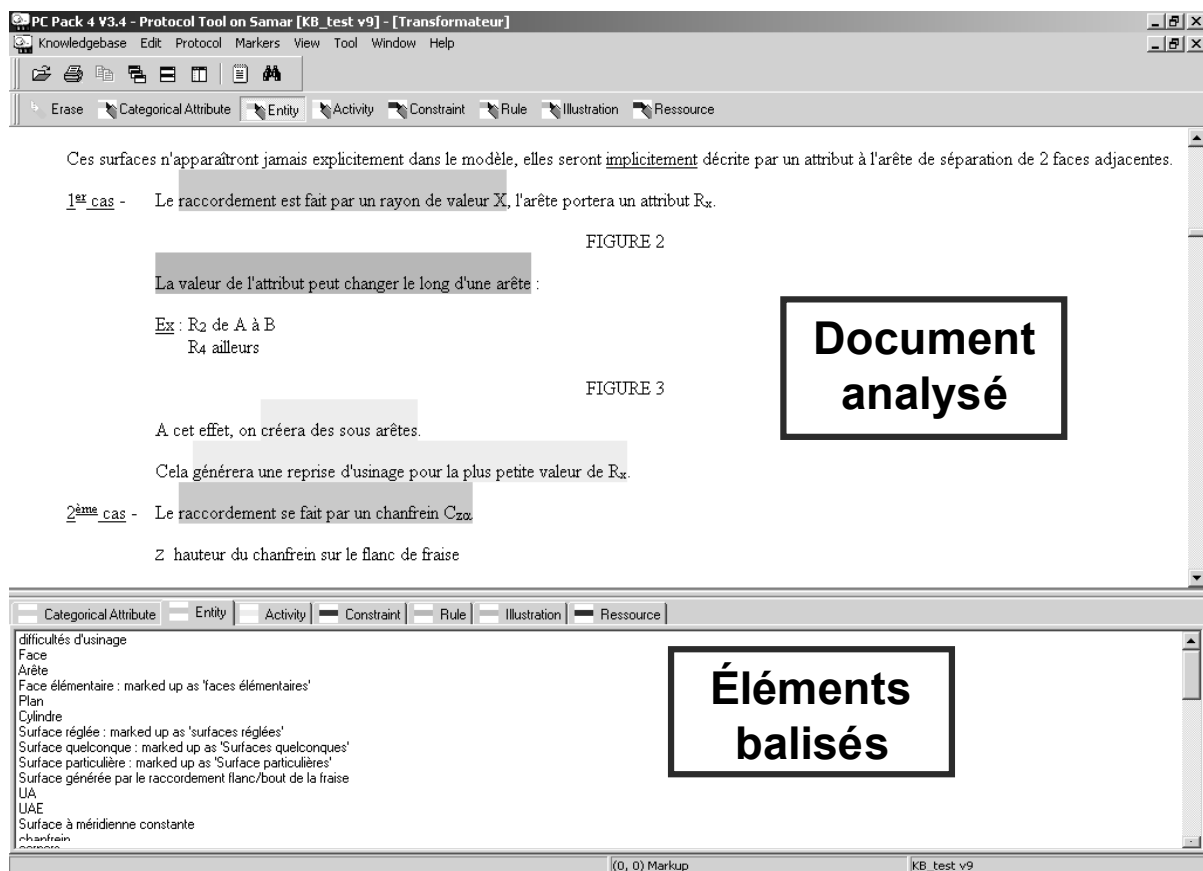 PC Pack 4 V3.4 - Protocol Tool on Samar [KB_test v9] - [Transformateur]
Knowledgebase Edit Protocol Markers View Tool Window Help
Erase Categorical Attribute Entity Activity Constraint Rule Illustration Ressource
Ces surfaces n'apparaîtront jamais explicitement dans le modèle, elles seront implicitement décrite par un attribut à l'arête de séparation de 2 faces adjacentes.
1er cas - Le raccordement est fait par un rayon de valeur X, l'arête portera un attribut Rx.
FIGURE 2
La valeur de l'attribut peut changer le long d'une arête :
Ex : R2 de A à B
R4 ailleurs
Document
analysé
FIGURE 3
A cet effet, on créera des sous arêtes.
Cela générera une reprise d'usinage pour la plus petite valeur de Rx.
2ème cas - Le raccordement se fait par un chanfrein Czα
Z hauteur du chanfrein sur le flanc de fraise
Categorical Attribute Entity Activity Constraint Rule Illustration Ressource
difficultés d'usinage
Face
Arête
Face élémentaire : marked up as 'faces élémentaires'
Plan
Cylindre
Surface réglée : marked up as 'surfaces réglées'
Surface quelconque : marked up as 'Surfaces quelconques'
Surface particulière : marked up as 'Surface particulières'
Surface générée par le raccordement flanc/bout de la fraise
UA
UAE
Surface à méridienne constante
chanfrein
Éléments
balisés
(0, 0) Markup KB_test v9